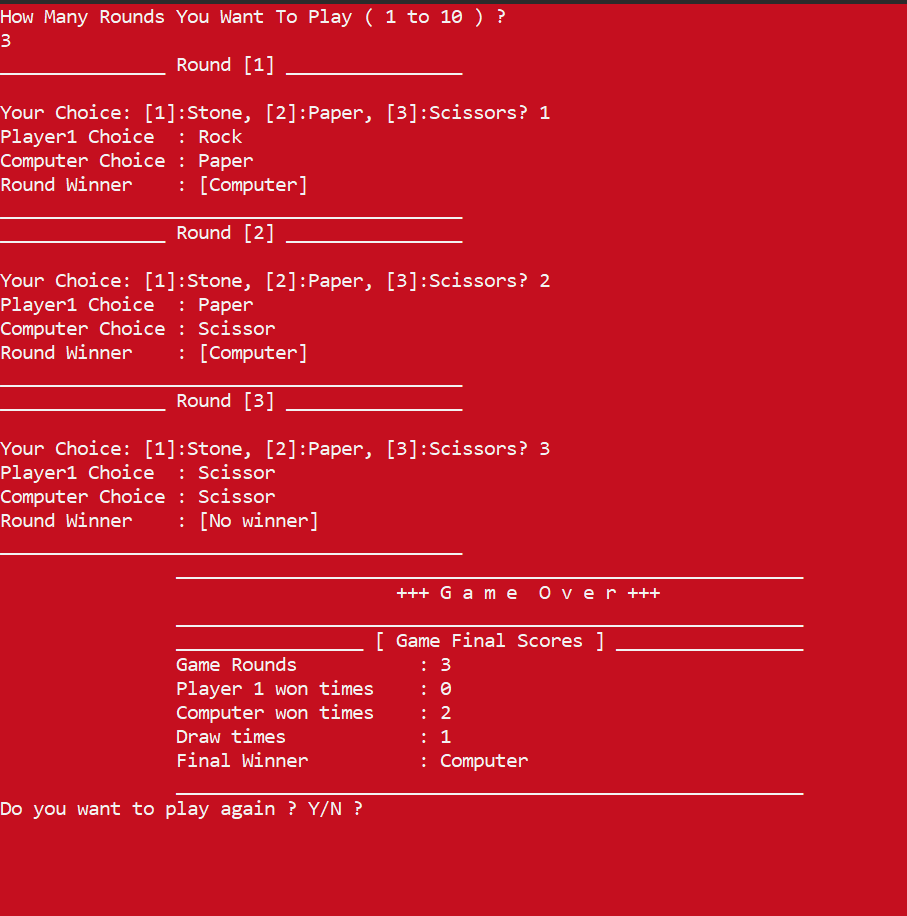 How Many Rounds You Want To Play ( 1 to 10 ) ?
3
_______________ Round [1] ________________
Your Choice: [1]:Stone, [2]:Paper, [3]:Scissors? 1
Player1 Choice  : Rock
Computer Choice : Paper
Round Winner    : [Computer]
__________________________________________
_______________ Round [2] ________________
Your Choice: [1]:Stone, [2]:Paper, [3]:Scissors? 2
Player1 Choice  : Paper
Computer Choice : Scissor
Round Winner    : [Computer]
__________________________________________
_______________ Round [3] ________________
Your Choice: [1]:Stone, [2]:Paper, [3]:Scissors? 3
Player1 Choice  : Scissor
Computer Choice : Scissor
Round Winner    : [No winner]
__________________________________________
_________________________________________________________
+++ G a m e  O v e r +++
_________________________________________________________
_________________ [ Game Final Scores ] _________________
Game Rounds           : 3
Player 1 won times    : 0
Computer won times    : 2
Draw times            : 1
Final Winner          : Computer
_________________________________________________________
Do you want to play again ? Y/N ?